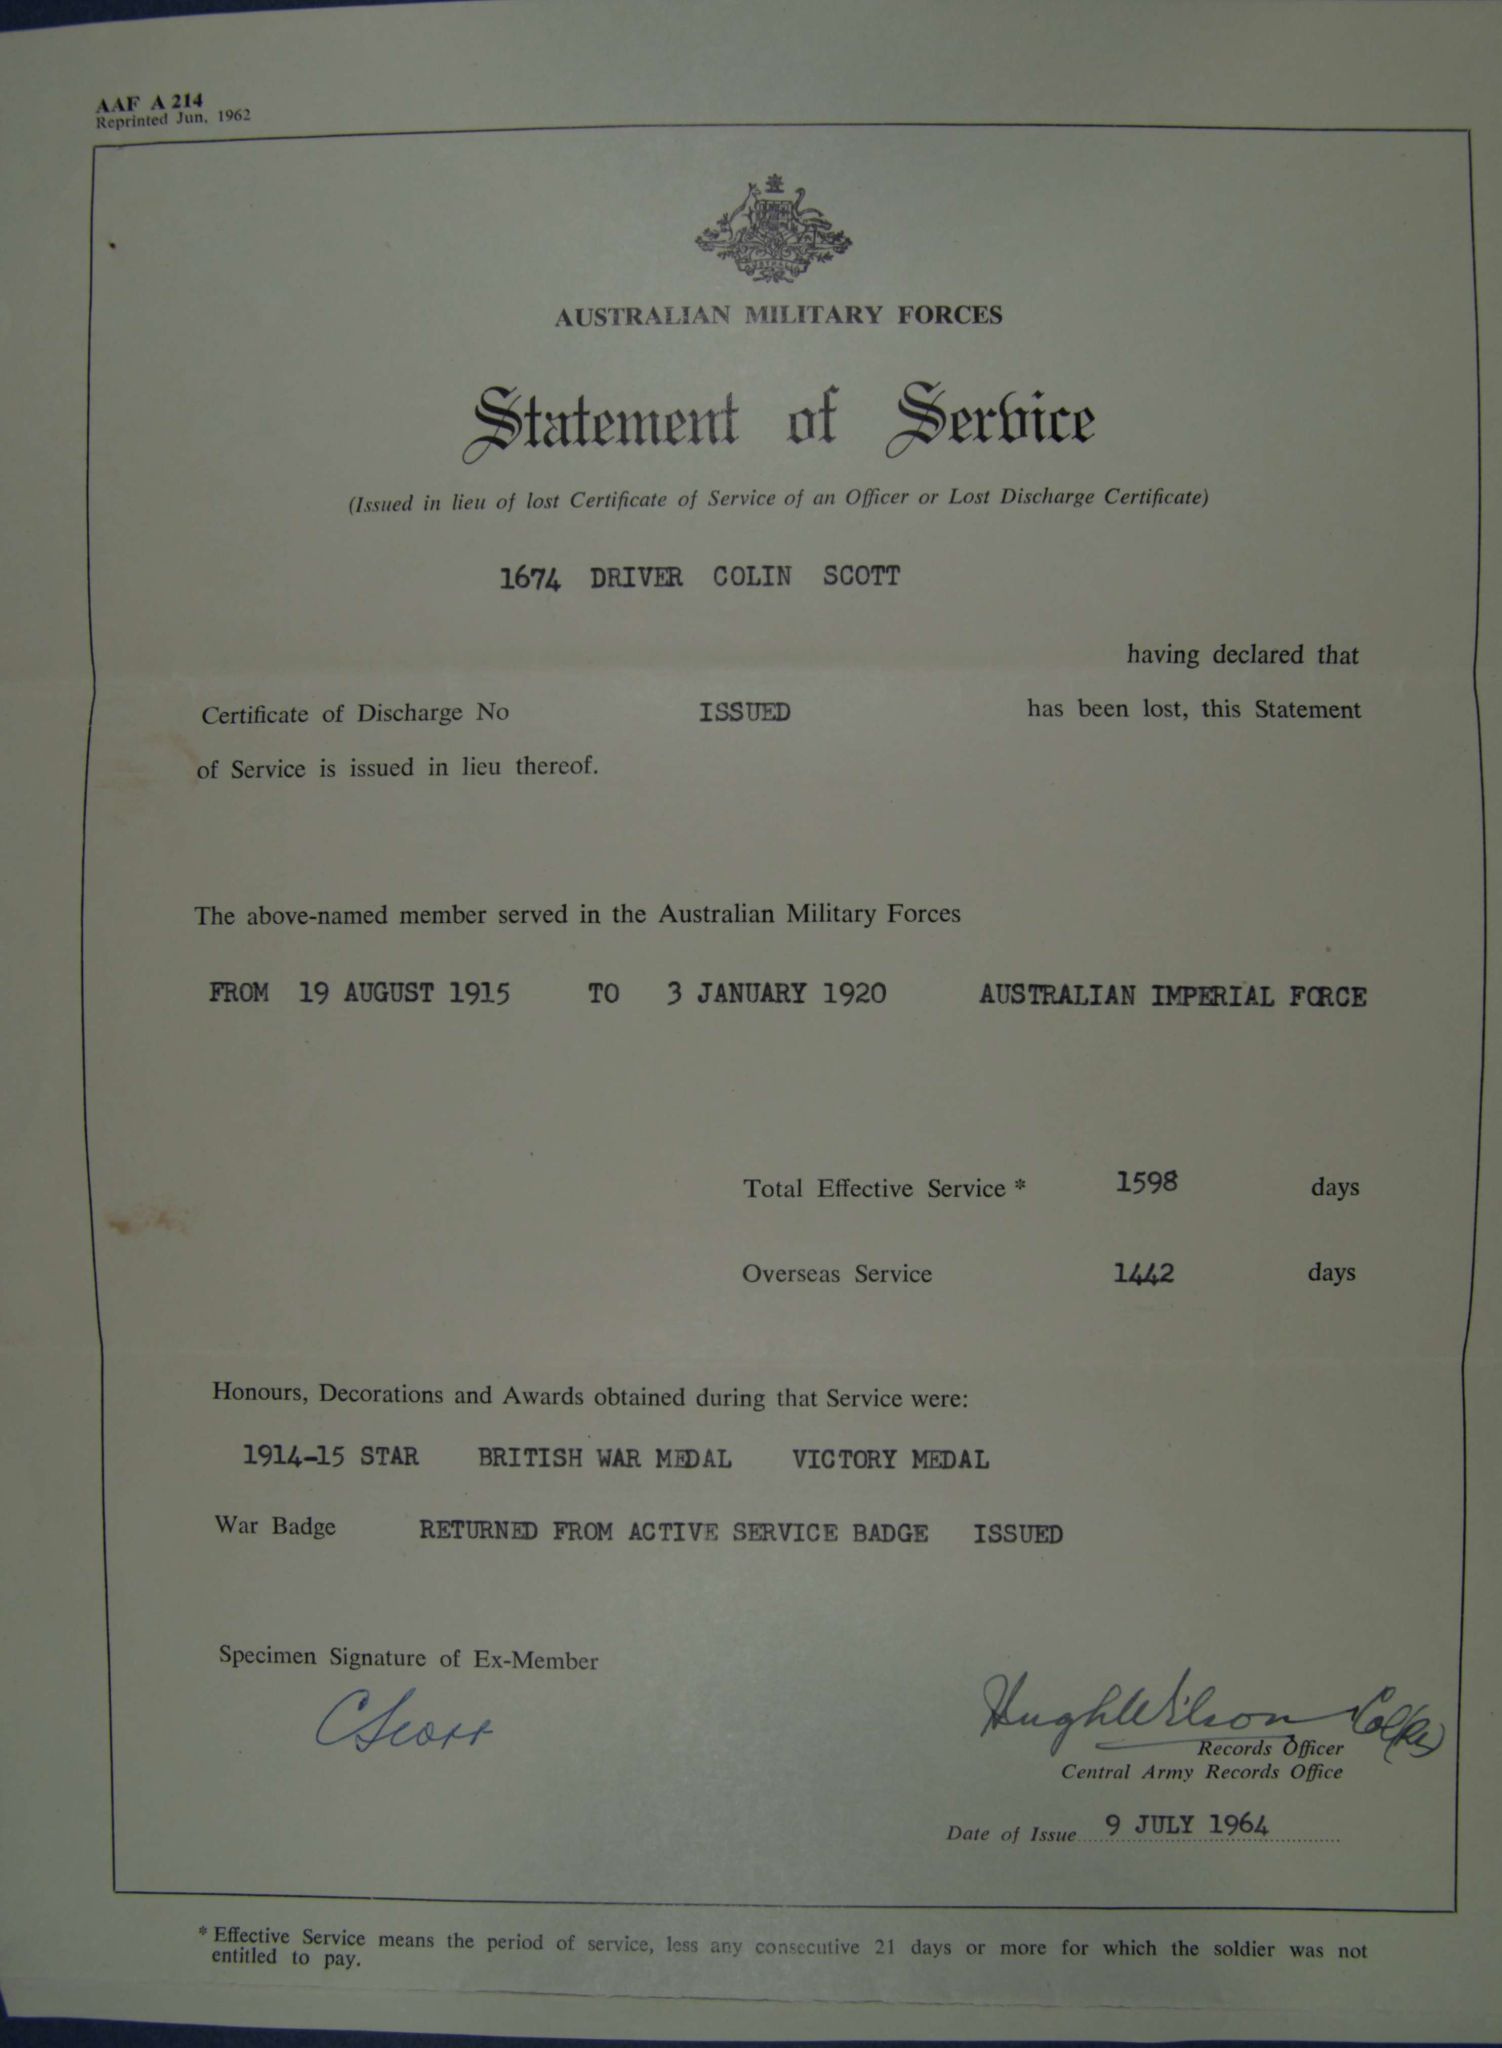 AAF A 214
Reprinted Jun, 1962
AUSTRALIAN MILITARY FORCES
Statement of Service
(Issued in lieu of lost Certificate of Service of an Officer or Lost Discharge Certificate)
1674 DRIVER COLIN SCOTT
having declared that
Certificate of Discharge No ISSUED has been lost, this Statement
of Service is issued in lieu thereof.
The above-named member served in the Australian Military Forces
FROM 19 AUGUST 1915 TO 3 JANUARY 1920 AUSTRALIAN IMPERIAL FORCE
Total Effective Service * 1598 days
Overseas Service 1442 days
Honours, Decorations and Awards obtained during that Service were:
1914-15 STAR BRITISH WAR MEDAL VICTORY MEDAL
War Badge RETURNED FROM ACTIVE SERVICE BADGE ISSUED
Specimen Signature of Ex-Member
C Scott
Hugh Wilson
Records Officer
Central Army Records Office
Date of Issue 9 JULY 1964
* Effective Service means the period of service, less any consecutive 21 days or more for which the soldier was not
entitled to pay.